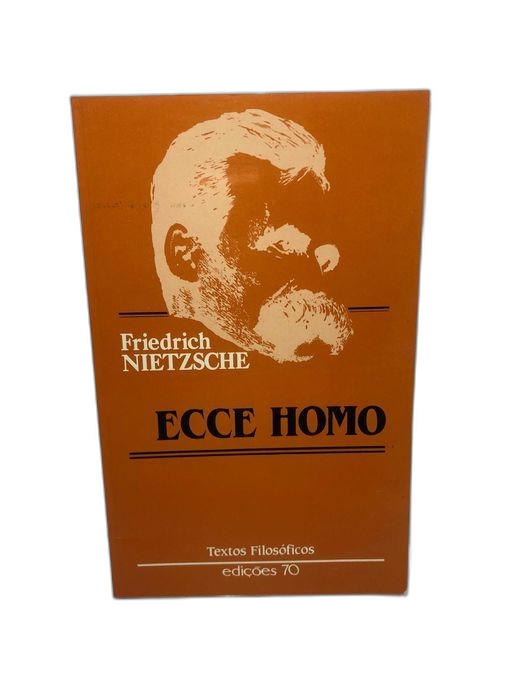 Friedrich
NIETZSCHE
ECCE HOMO
Textos Filosóficos
edições 70